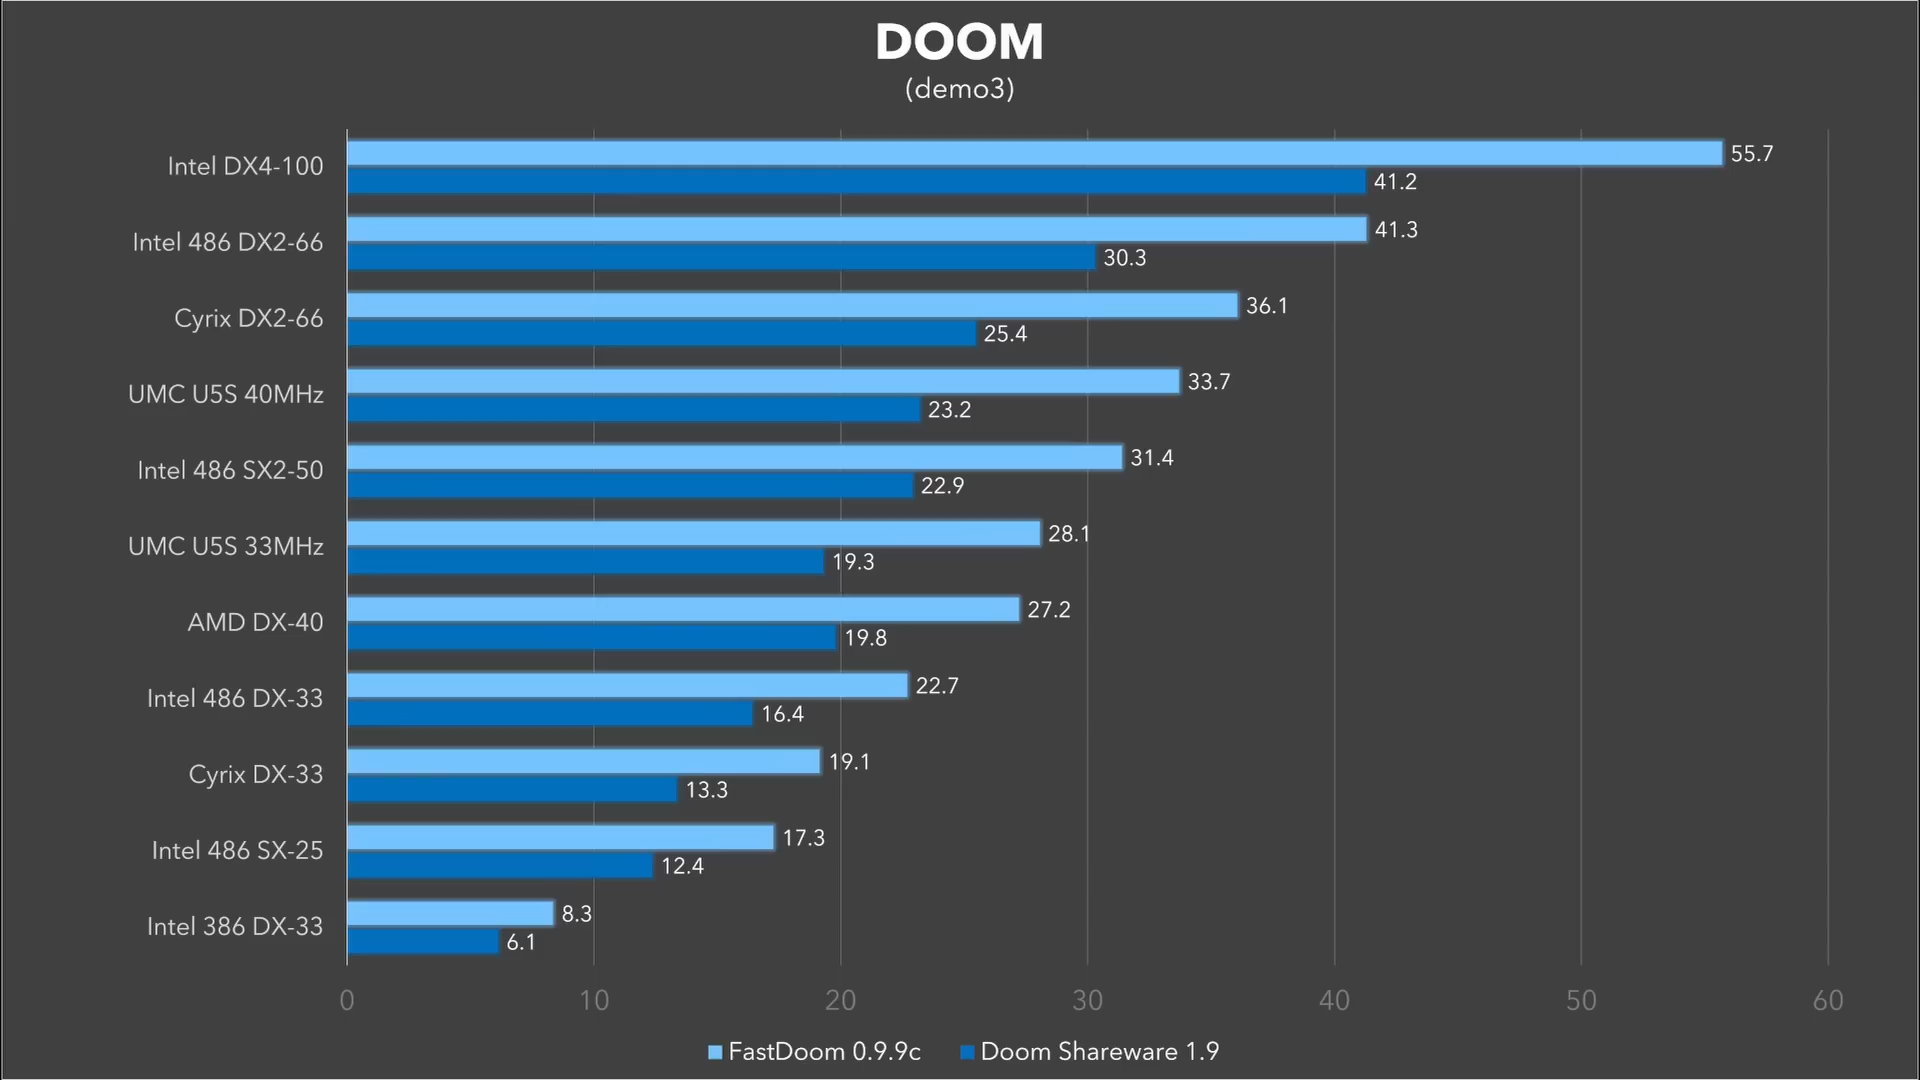 DOOM
(demo3)
Intel DX4-100
55.7
41.2
Intel 486 DX2-66
41.3
30.3
Cyrix DX2-66
36.1
25.4
UMC U5S 40MHz
33.7
23.2
Intel 486 SX2-50
31.4
22.9
UMC U5S 33MHz
28.1
19.3
AMD DX-40
27.2
19.8
Intel 486 DX-33
22.7
16.4
Cyrix DX-33
19.1
13.3
Intel 486 SX-25
17.3
12.4
Intel 386 DX-33
8.3
6.1
0 10 20 30 40 50 60
FastDoom 0.9.9c Doom Shareware 1.9